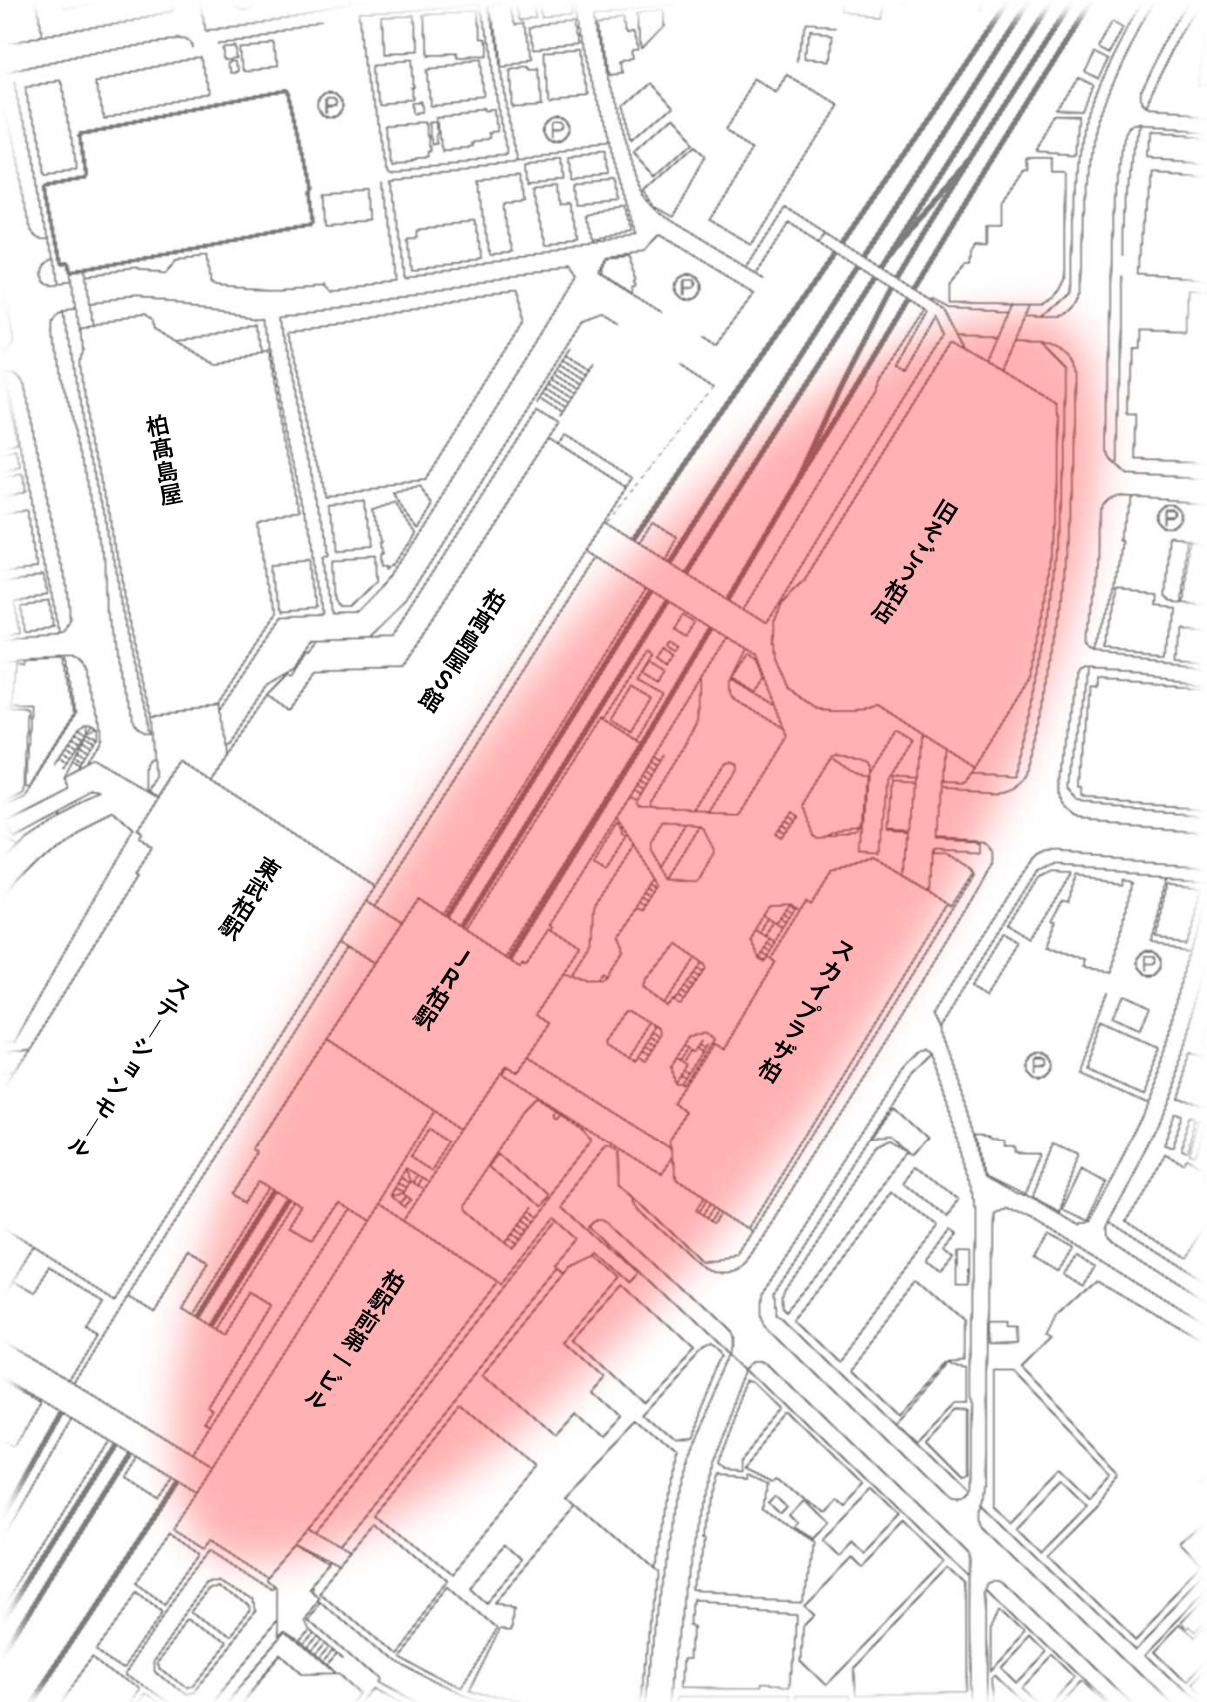 Ⓟ
Ⓟ
Ⓟ
柏髙島屋
旧そごう柏店
Ⓟ
柏髙島屋S館
東武柏駅
JR柏駅
スカイプラザ柏
Ⓟ
ステーションモール
Ⓟ
柏駅前第一ビル